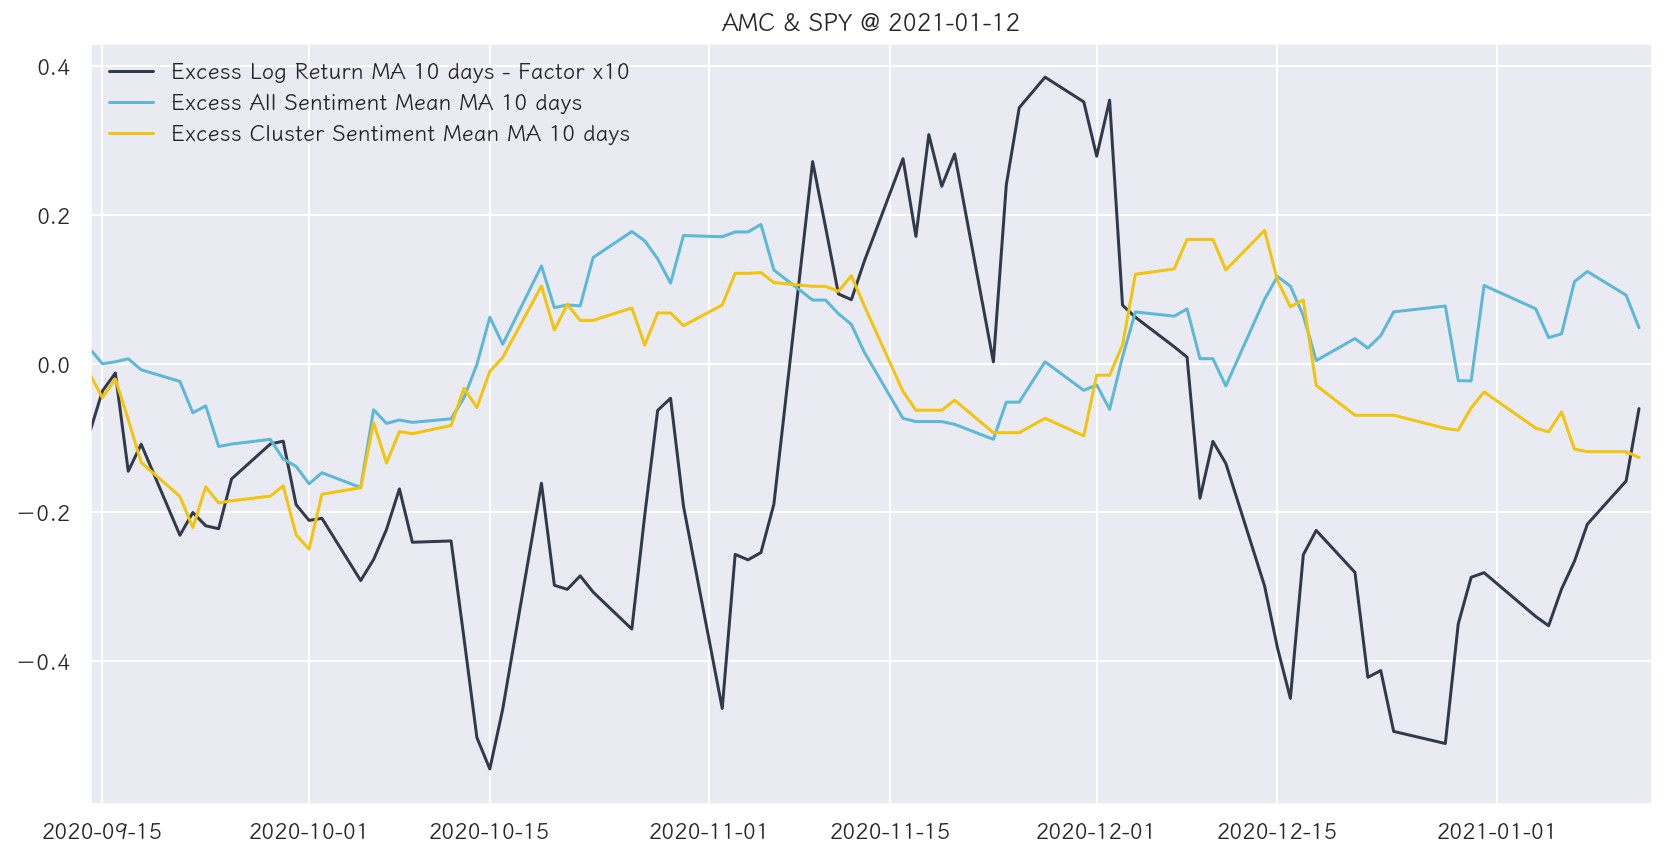 AMC & SPY @ 2021-01-12
Excess Log Return MA 10 days - Factor x10
Excess All Sentiment Mean MA 10 days
Excess Cluster Sentiment Mean MA 10 days
0.4
0.2
0.0
−0.2
−0.4
2020-09-15 2020-10-01 2020-10-15 2020-11-01 2020-11-15 2020-12-01 2020-12-15 2021-01-01